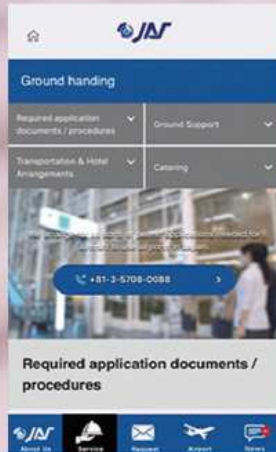 JAS
Ground handing
Required application
documents / procedures
Ground Support
Transportation & Hotel
Arrangements
Catering
+81-3-5708-0088
Required application documents /
procedures
JAS
About Us
Service
Request
Airport
News